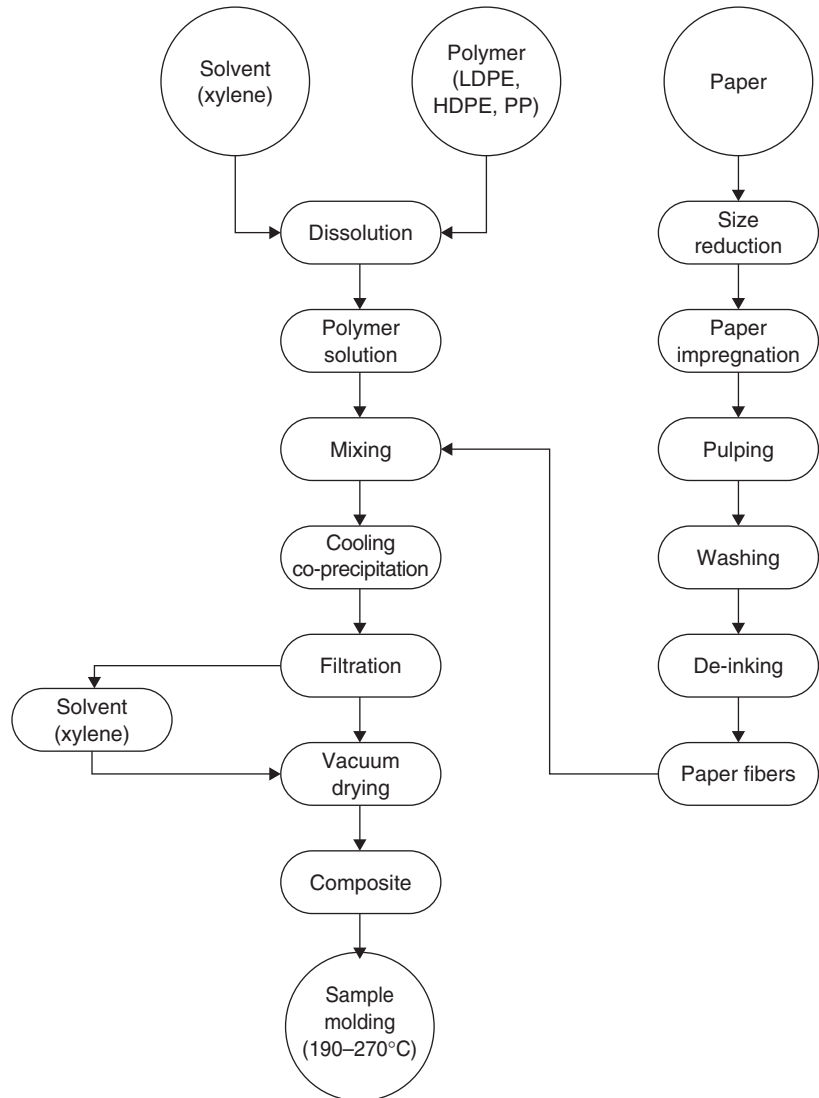 Solvent
(xylene)
Polymer
(LDPE,
HDPE, PP)
Paper
Dissolution
Size
reduction
Polymer
solution
Paper
impregnation
Mixing
Pulping
Cooling
co-precipitation
Washing
Filtration
De-inking
Solvent
(xylene)
Vacuum
drying
Paper fibers
Composite
Sample
molding
(190–270°C)